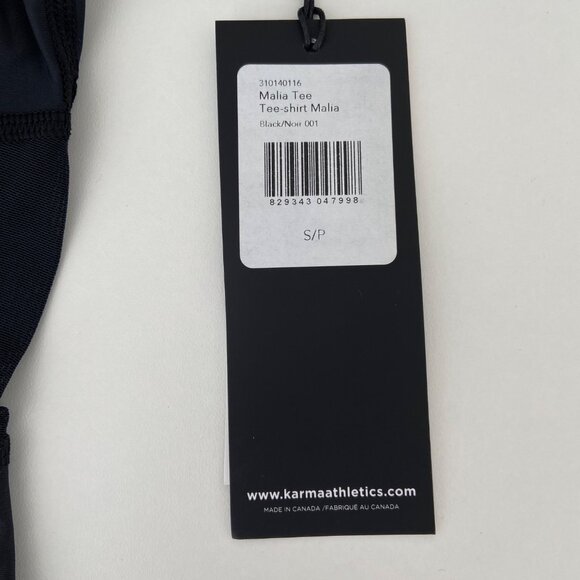 310140116
Malia Tee
Tee-shirt Malia
Black/Noir 001
829343 047998
S/P
www.karmaathletics.com
MADE IN CANADA /FABRIQUÉ AU CANADA